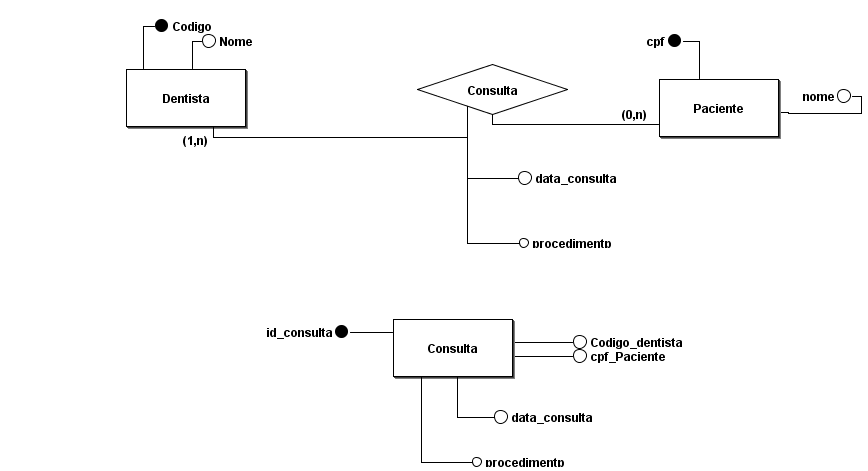 Codigo
Nome
cpf
Dentista
Consulta
Paciente
nome
(1,n)
(0,n)
data_consulta
procedimento
id_consulta
Consulta
Codigo_dentista
cpf_Paciente
data_consulta
procedimento